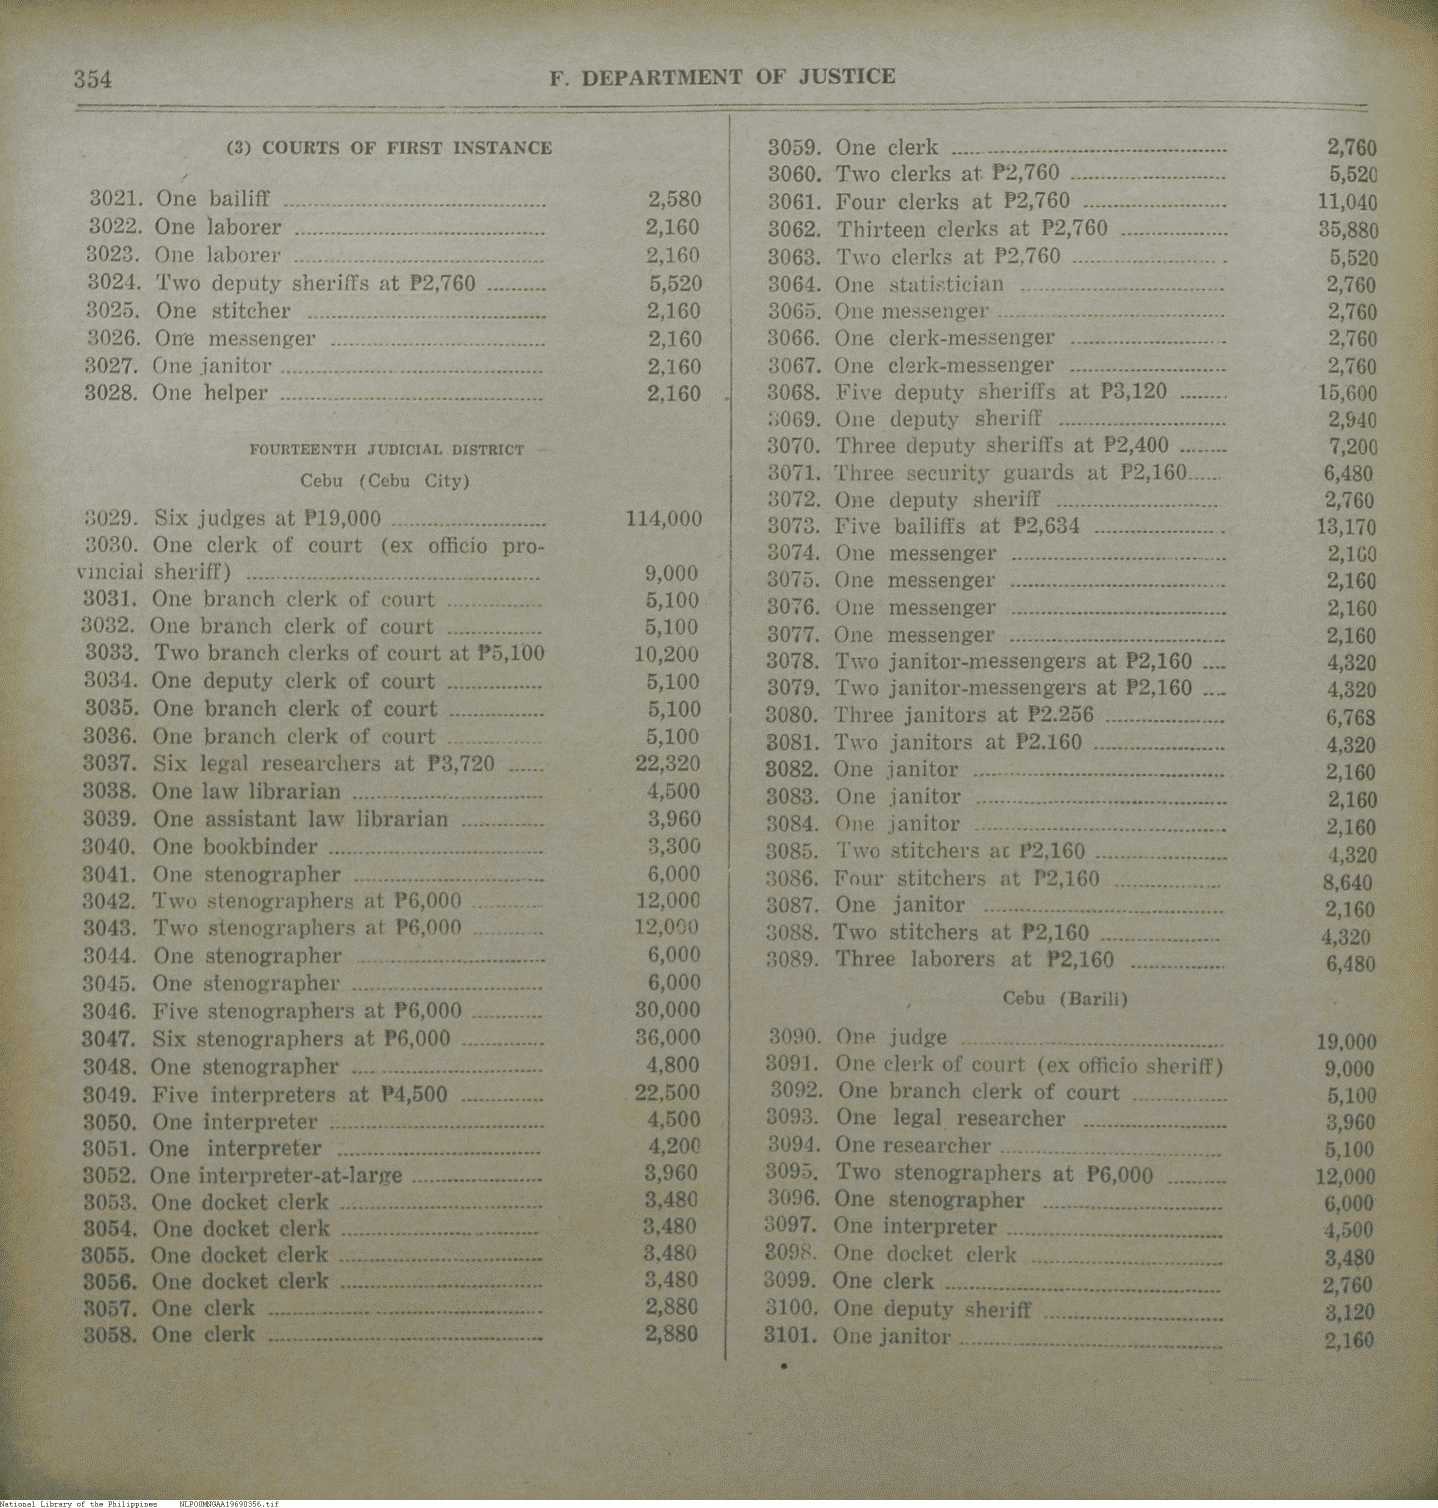 354
F. DEPARTMENT OF JUSTICE
(3) COURTS OF FIRST INSTANCE
3021. One bailiff ........ 2,580
3022. One laborer ........ 2,160
3023. One laborer ........ 2,160
3024. Two deputy sheriffs at ₱2,760 ........ 5,520
3025. One stitcher ........ 2,160
3026. One messenger ........ 2,160
3027. One janitor ........ 2,160
3028. One helper ........ 2,160
FOURTEENTH JUDICIAL DISTRICT
Cebu (Cebu City)
3029. Six judges at ₱19,000 ........ 114,000
3030. One clerk of court (ex officio pro-
vincial sheriff) ........ 9,000
3031. One branch clerk of court ........ 5,100
3032. One branch clerk of court ........ 5,100
3033. Two branch clerks of court at ₱5,100 10,200
3034. One deputy clerk of court ........ 5,100
3035. One branch clerk of court ........ 5,100
3036. One branch clerk of court ........ 5,100
3037. Six legal researchers at ₱3,720 ........ 22,320
3038. One law librarian ........ 4,500
3039. One assistant law librarian ........ 3,960
3040. One bookbinder ........ 3,300
3041. One stenographer ........ 6,000
3042. Two stenographers at ₱6,000 ........ 12,000
3043. Two stenographers at ₱6,000 ........ 12,000
3044. One stenographer ........ 6,000
3045. One stenographer ........ 6,000
3046. Five stenographers at ₱6,000 ........ 30,000
3047. Six stenographers at ₱6,000 ........ 36,000
3048. One stenographer ........ 4,800
3049. Five interpreters at ₱4,500 ........ 22,500
3050. One interpreter ........ 4,500
3051. One interpreter ........ 4,200
3052. One interpreter-at-large ........ 3,960
3053. One docket clerk ........ 3,480
3054. One docket clerk ........ 3,480
3055. One docket clerk ........ 3,480
3056. One docket clerk ........ 3,480
3057. One clerk ........ 2,880
3058. One clerk ........ 2,880
3059. One clerk ........ 2,760
3060. Two clerks at ₱2,760 ........ 5,520
3061. Four clerks at ₱2,760 ........ 11,040
3062. Thirteen clerks at ₱2,760 ........ 35,880
3063. Two clerks at ₱2,760 ........ 5,520
3064. One statistician ........ 2,760
3065. One messenger ........ 2,760
3066. One clerk-messenger ........ 2,760
3067. One clerk-messenger ........ 2,760
3068. Five deputy sheriffs at ₱3,120 ........ 15,600
3069. One deputy sheriff ........ 2,940
3070. Three deputy sheriffs at ₱2,400 ........ 7,200
3071. Three security guards at ₱2,160 ........ 6,480
3072. One deputy sheriff ........ 2,760
3073. Five bailiffs at ₱2,634 ........ 13,170
3074. One messenger ........ 2,160
3075. One messenger ........ 2,160
3076. One messenger ........ 2,160
3077. One messenger ........ 2,160
3078. Two janitor-messengers at ₱2,160 .... 4,320
3079. Two janitor-messengers at ₱2,160 .... 4,320
3080. Three janitors at ₱2.256 ........ 6,768
3081. Two janitors at ₱2.160 ........ 4,320
3082. One janitor ........ 2,160
3083. One janitor ........ 2,160
3084. One janitor ........ 2,160
3085. Two stitchers at ₱2,160 ........ 4,320
3086. Four stitchers at ₱2,160 ........ 8,640
3087. One janitor ........ 2,160
3088. Two stitchers at ₱2,160 ........ 4,320
3089. Three laborers at ₱2,160 ........ 6,480
Cebu (Barili)
3090. One judge ........ 19,000
3091. One clerk of court (ex officio sheriff) 9,000
3092. One branch clerk of court ........ 5,100
3093. One legal researcher ........ 3,960
3094. One researcher ........ 5,100
3095. Two stenographers at ₱6,000 ........ 12,000
3096. One stenographer ........ 6,000
3097. One interpreter ........ 4,500
3098. One docket clerk ........ 3,480
3099. One clerk ........ 2,760
3100. One deputy sheriff ........ 3,120
3101. One janitor ........ 2,160
National Library of the Philippines NLP00MNGAA19690356.tif